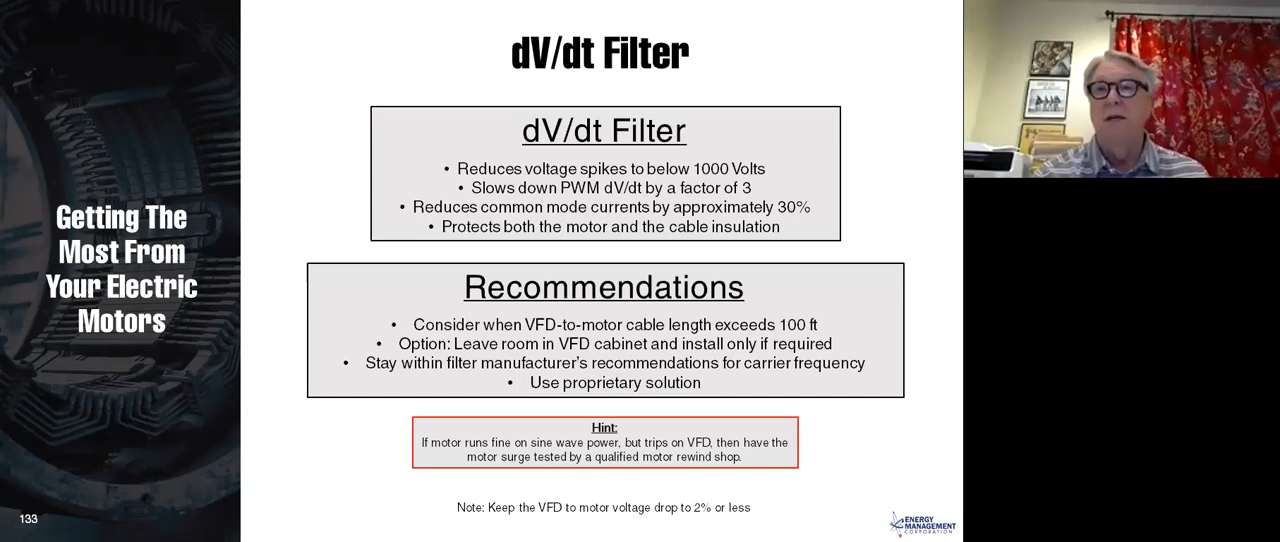 dV/dt Filter
dV/dt Filter
• Reduces voltage spikes to below 1000 Volts
• Slows down PWM dV/dt by a factor of 3
• Reduces common mode currents by approximately 30%
• Protects both the motor and the cable insulation
Getting The
Most From
Your Electric
Motors
Recommendations
• Consider when VFD-to-motor cable length exceeds 100 ft
• Option: Leave room in VFD cabinet and install only if required
• Stay within filter manufacturer's recommendations for carrier frequency
• Use proprietary solution
Hint:
If motor runs fine on sine wave power, but trips on VFD, then have the
motor surge tested by a qualified motor rewind shop.
Note: Keep the VFD to motor voltage drop to 2% or less
133
ENERGY
MANAGEMENT
CORPORATION